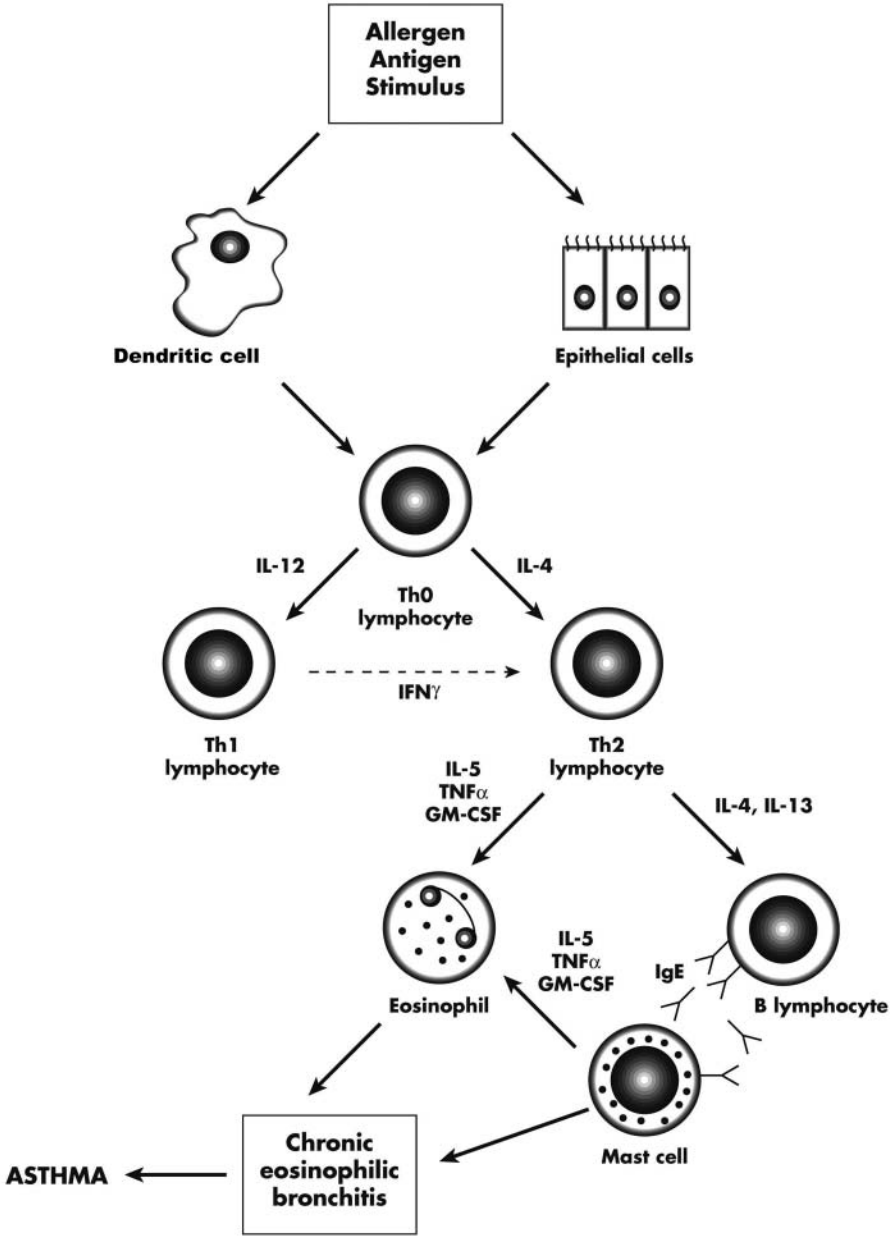 Allergen
Antigen
Stimulus
Dendritic cell
Epithelial cells
IL-12
IL-4
Th0
lymphocyte
IFNγ
Th1
lymphocyte
Th2
lymphocyte
IL-5
TNFα
GM-CSF
IL-4, IL-13
IL-5
TNFα
GM-CSF
IgE
Eosinophil
B lymphocyte
Mast cell
Chronic
eosinophilic
bronchitis
ASTHMA